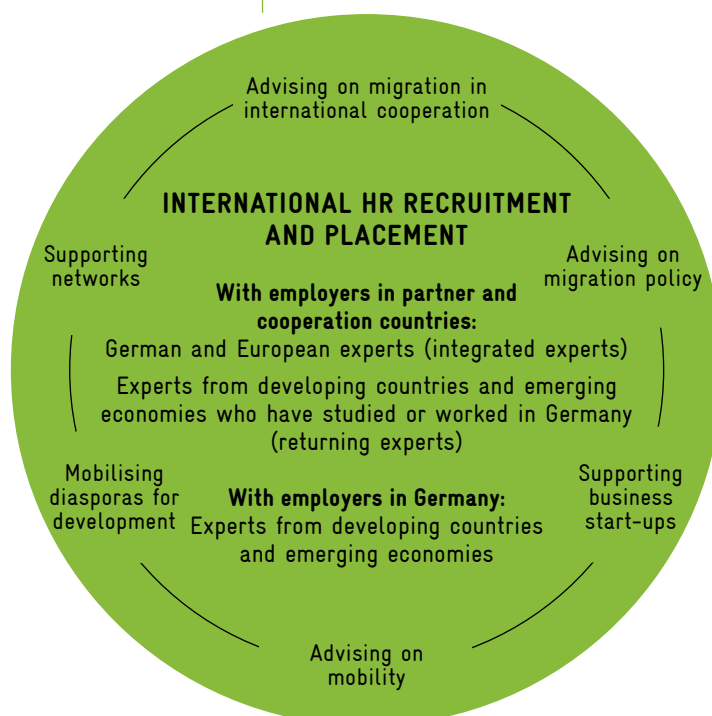 Advising on migration in
international cooperation
INTERNATIONAL HR RECRUITMENT
AND PLACEMENT
Supporting
networks
Advising on
migration policy
With employers in partner and
cooperation countries:
German and European experts (integrated experts)
Experts from developing countries and emerging
economies who have studied or worked in Germany
(returning experts)
Mobilising
diasporas for
development
With employers in Germany:
Experts from developing countries
and emerging economies
Supporting
business
start-ups
Advising on
mobility